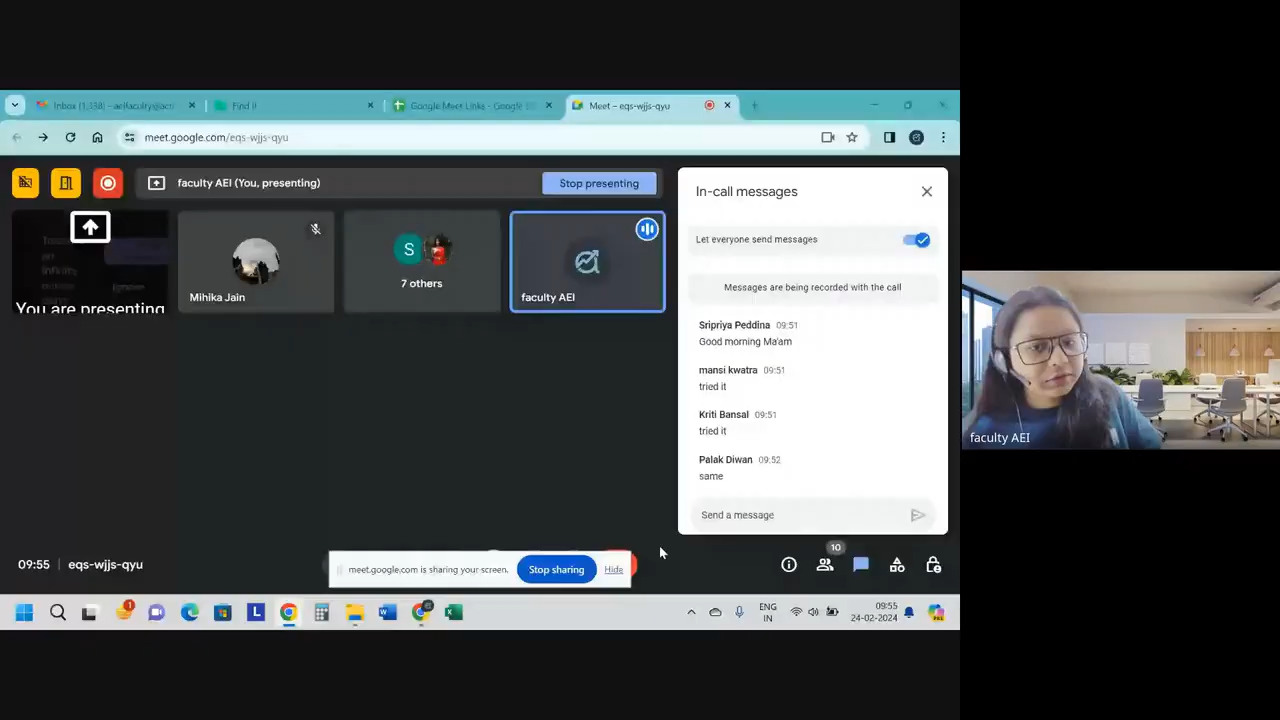 Inbox (1,138) - aeifaculty@acti
Find it
Google Meet Links - Google S
Meet – eqs-wjjs-qyu
meet.google.com/eqs-wjjs-qyu
faculty AEI (You, presenting)
Stop presenting
You are presenting
Mihika Jain
S
7 others
faculty AEI
In-call messages
Let everyone send messages
Messages are being recorded with the call
Sripriya Peddina 09:51
Good morning Ma'am
mansi kwatra 09:51
tried it
Kriti Bansal 09:51
tried it
Palak Diwan 09:52
same
Send a message
09:55 | eqs-wjjs-qyu
meet.google.com is sharing your screen.
Stop sharing
Hide
10
1
L
ENG
IN
09:55
24-02-2024
faculty AEI